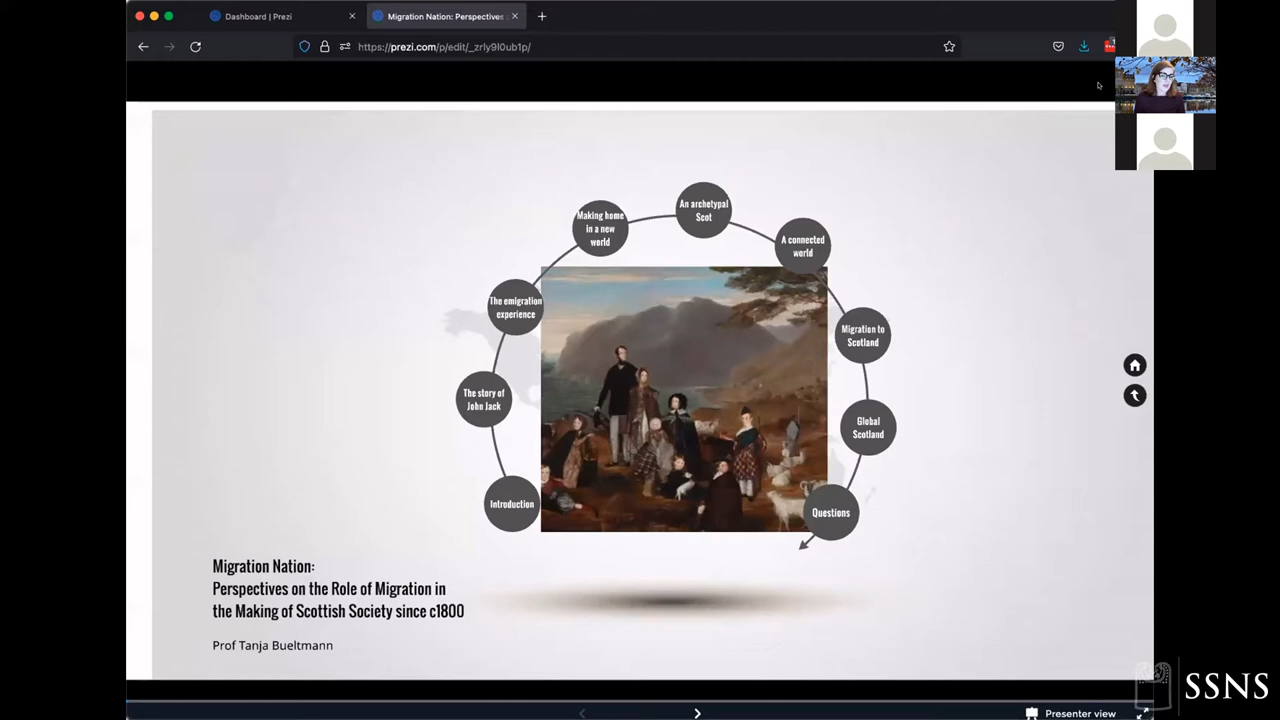 Dashboard | Prezi
Migration Nation: Perspectives
https://prezi.com/p/edit/_zrly9l0ub1p/
An archetypal
Scot
Making home
in a new
world
A connected
world
The emigration
experience
Migration to
Scotland
The story of
John Jack
Global
Scotland
Introduction
Questions
Migration Nation:
Perspectives on the Role of Migration in
the Making of Scottish Society since c1800
Prof Tanja Bueltmann
SSNS
Presenter view